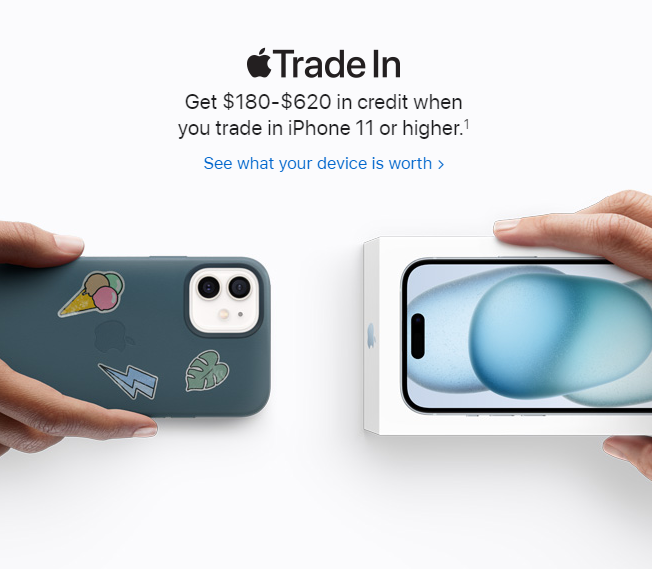 Trade In
Get $180-$620 in credit when
you trade in iPhone 11 or higher.¹
See what your device is worth >